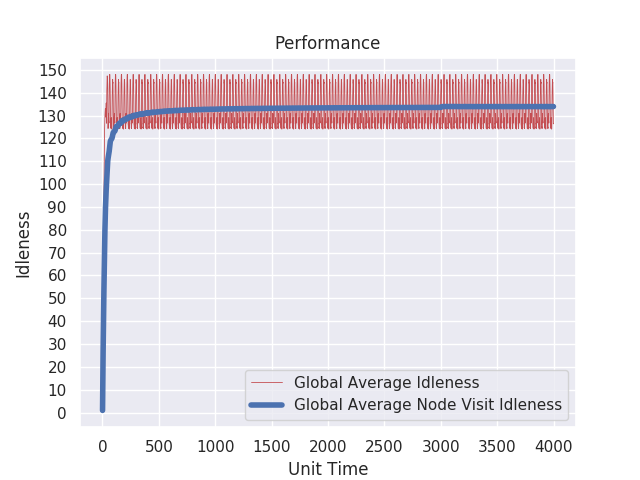 Performance
150
140
130
120
110
100
90
80
70
60
50
40
30
20
10
0
Idleness
Global Average Idleness
Global Average Node Visit Idleness
0 500 1000 1500 2000 2500 3000 3500 4000
Unit Time